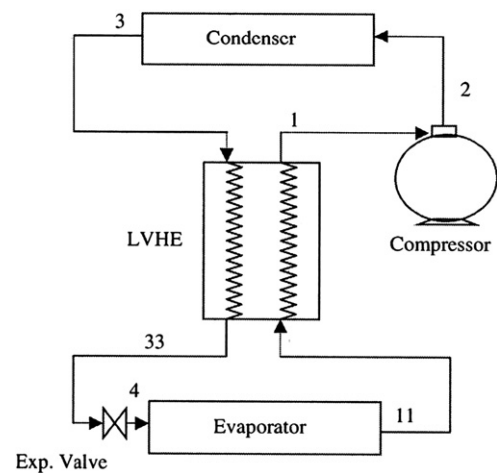 3
Condenser
2
1
LVHE
Compressor
33
4
Evaporator
11
Exp. Valve